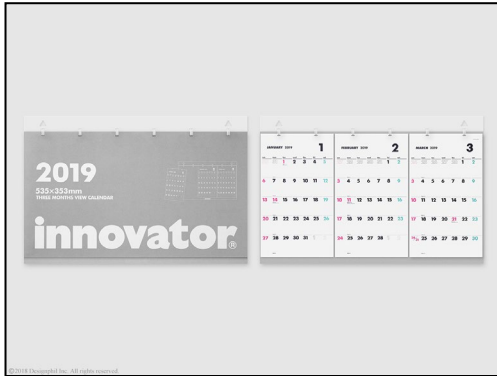 2019
535×353mm
THREE MONTHS VIEW CALENDAR
innovator®
JANUARY 2019 1
1 2 3 4 5
6 7 8 9 10 11 12
13 14 15 16 17 18 19
20 21 22 23 24 25 26
27 28 29 30 31
FEBRUARY 2019 2
1 2
3 4 5 6 7 8 9
10 11 12 13 14 15 16
17 18 19 20 21 22 23
24 25 26 27 28
MARCH 2019 3
1 2
3 4 5 6 7 8 9
10 11 12 13 14 15 16
17 18 19 20 21 22 23
24/31 25 26 27 28 29 30
©2018 Designphil Inc. All rights reserved.